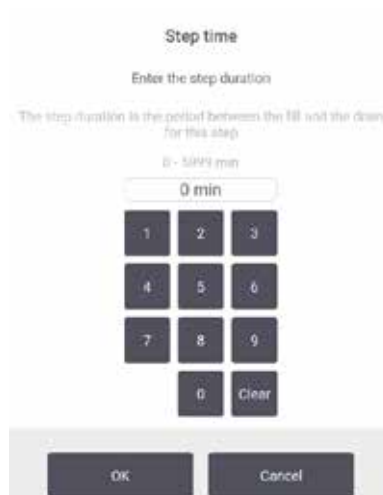 Step time
Enter the step duration
The step duration is the period between the fill and the drain
for this step
0 - 5999 min
0 min
1 2 3
4 5 6
7 8 9
0 Clear
OK Cancel